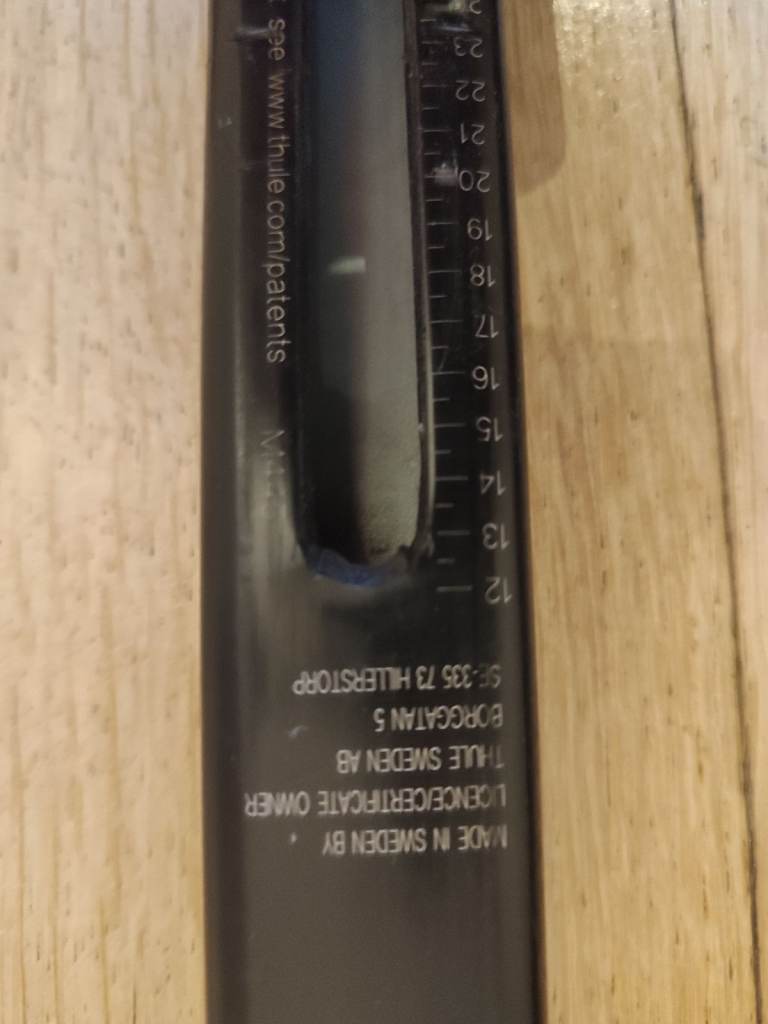 see www.thule.com/patents
23
22
21
20
19
18
17
16
15
14
13
12
MADE IN SWEDEN BY
LICENCE/CERTIFICATE OWNER
THULE SWEDEN AB
BORGGATAN 5
SE-335 73 HILLERSTORP